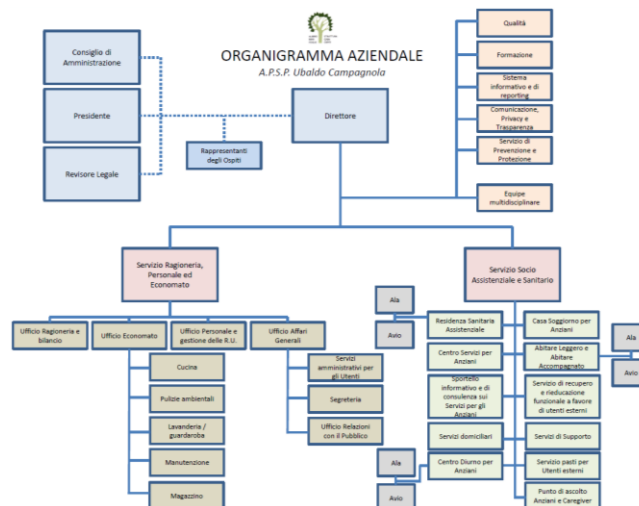 ORGANIGRAMMA AZIENDALE
A.P.S.P. Ubaldo Campagnola
Consiglio di
Amministrazione
Presidente
Revisore Legale
Rappresentanti
degli Ospiti
Direttore
Qualità
Formazione
Sistema
informativo e di
reporting
Comunicazione,
Privacy e
Trasparenza
Servizio di
Prevenzione e
Protezione
Equipe
multidisciplinare
Servizio Ragioneria,
Personale ed
Economato
Ufficio Ragioneria e
bilancio
Ufficio Economato
Ufficio Personale e
gestione delle R.U.
Ufficio Affari
Generali
Cucina
Pulizie ambientali
Lavanderia /
guardaroba
Manutenzione
Magazzino
Servizi
amministrativi per
gli Utenti
Segreteria
Ufficio Relazioni
con il Pubblico
Servizio Socio
Assistenziale e Sanitario
Ala
Avio
Residenza Sanitaria
Assistenziale
Centro Servizi per
Anziani
Sportello
informativo e di
consulenza sui
Servizi per gli
Anziani
Servizi domiciliari
Centro Diurno per
Anziani
Ala
Avio
Casa Soggiorno per
Anziani
Abitare Leggero e
Abitare
Accompagnato
Ala
Avio
Servizio di recupero
e rieducazione
funzionale a favore
di utenti esterni
Servizi di Supporto
Servizio pasti per
Utenti esterni
Punto di ascolto
Anziani e Caregiver